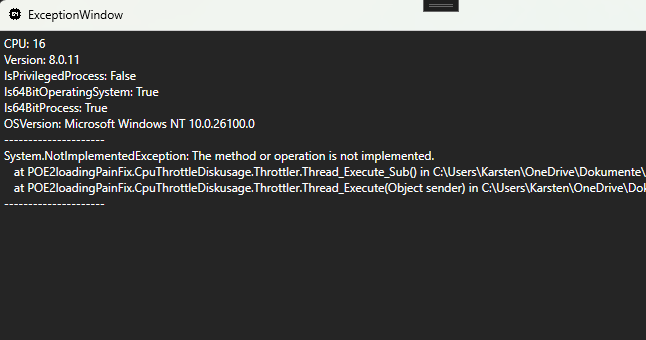 ExceptionWindow
CPU: 16
Version: 8.0.11
IsPrivilegedProcess: False
Is64BitOperatingSystem: True
Is64BitProcess: True
OSVersion: Microsoft Windows NT 10.0.26100.0
---------------------
System.NotImplementedException: The method or operation is not implemented.
at POE2loadingPainFix.CpuThrottleDiskusage.Throttler.Thread_Execute_Sub() in C:\Users\Karsten\OneDrive\Dokumente\
at POE2loadingPainFix.CpuThrottleDiskusage.Throttler.Thread_Execute(Object sender) in C:\Users\Karsten\OneDrive\Dok
---------------------